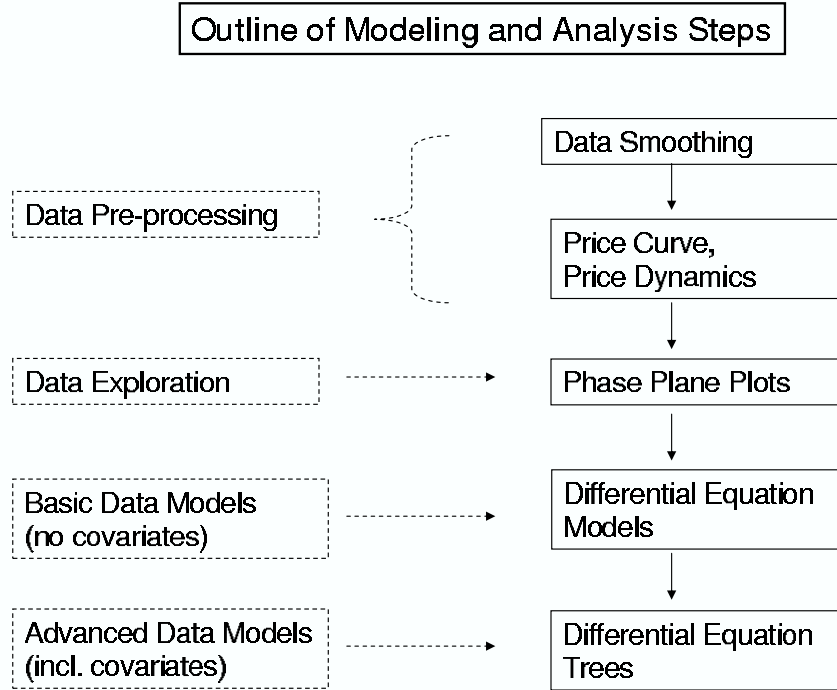 Outline of Modeling and Analysis Steps
Data Smoothing
Data Pre-processing
Price Curve,
Price Dynamics
Data Exploration
Phase Plane Plots
Basic Data Models
(no covariates)
Differential Equation
Models
Advanced Data Models
(incl. covariates)
Differential Equation
Trees